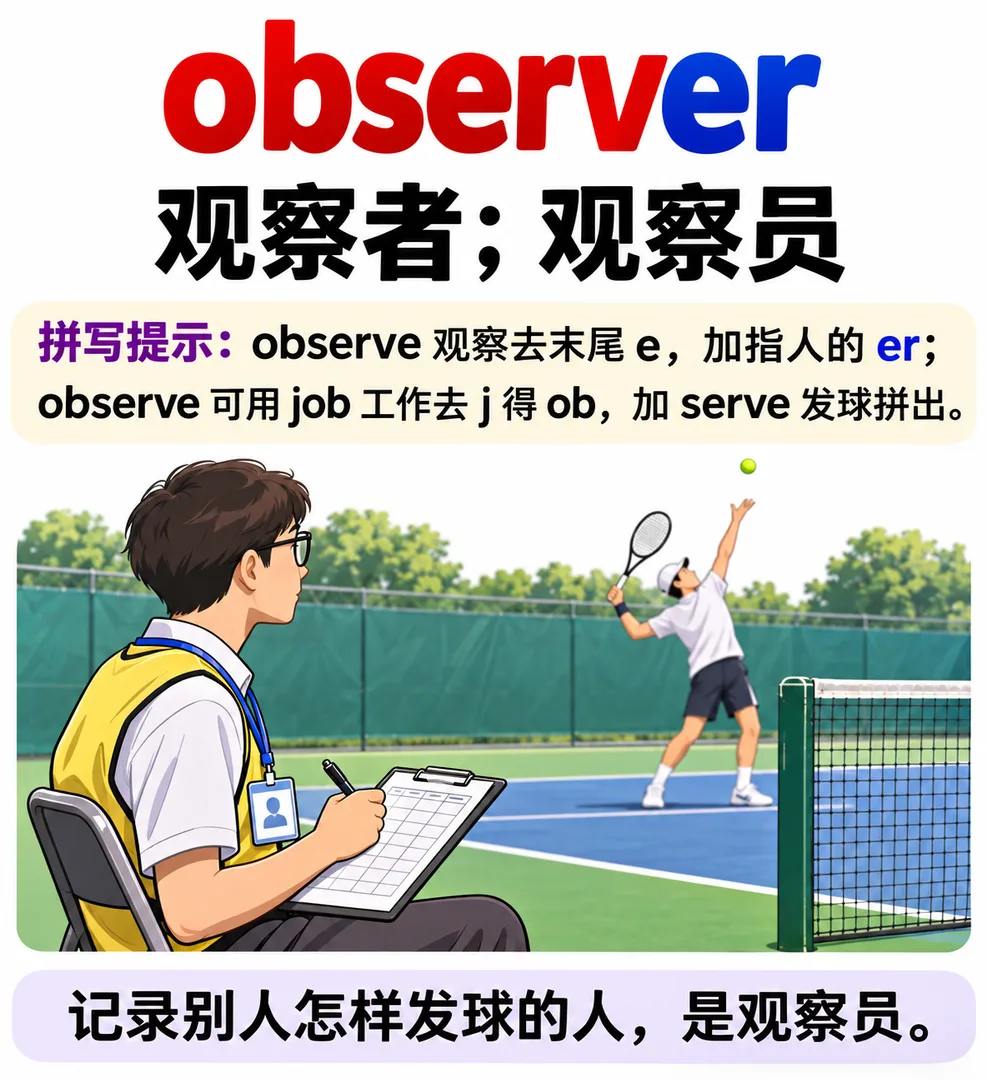 observer
观察者；观察员
拼写提示：observe 观察去末尾 e，加指人的 er；
observe 可用 job 工作去 j 得 ob，加 serve 发球拼出。
记录别人怎样发球的人，是观察员。